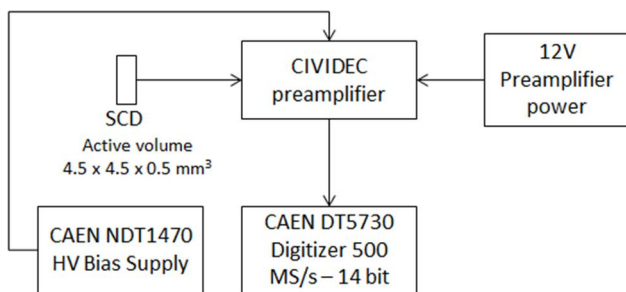 CIVIDEC
preamplifier
12V
Preamplifier
power
SCD
Active volume
4.5 x 4.5 x 0.5 mm³
CAEN NDT1470
HV Bias Supply
CAEN DT5730
Digitizer 500
MS/s – 14 bit